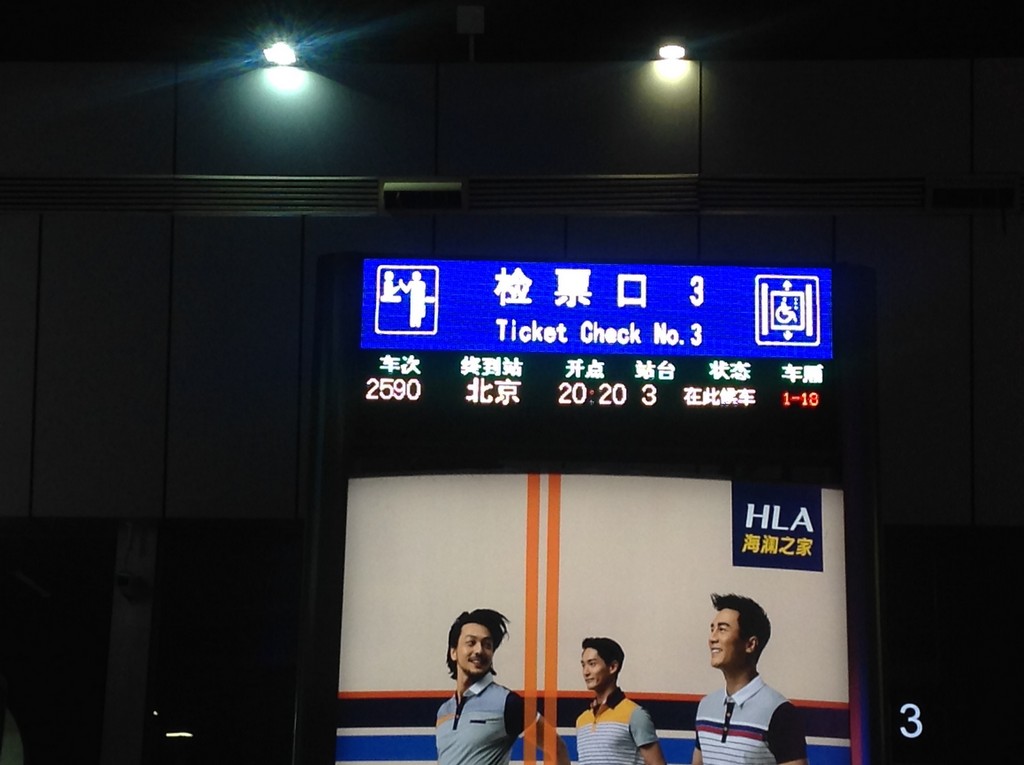 检票口 3
Ticket Check No.3
车次 终到站 开点 站台 状态 车厢
2590 北京 20:20 3 在此候车 1-18
HLA
海澜之家
3